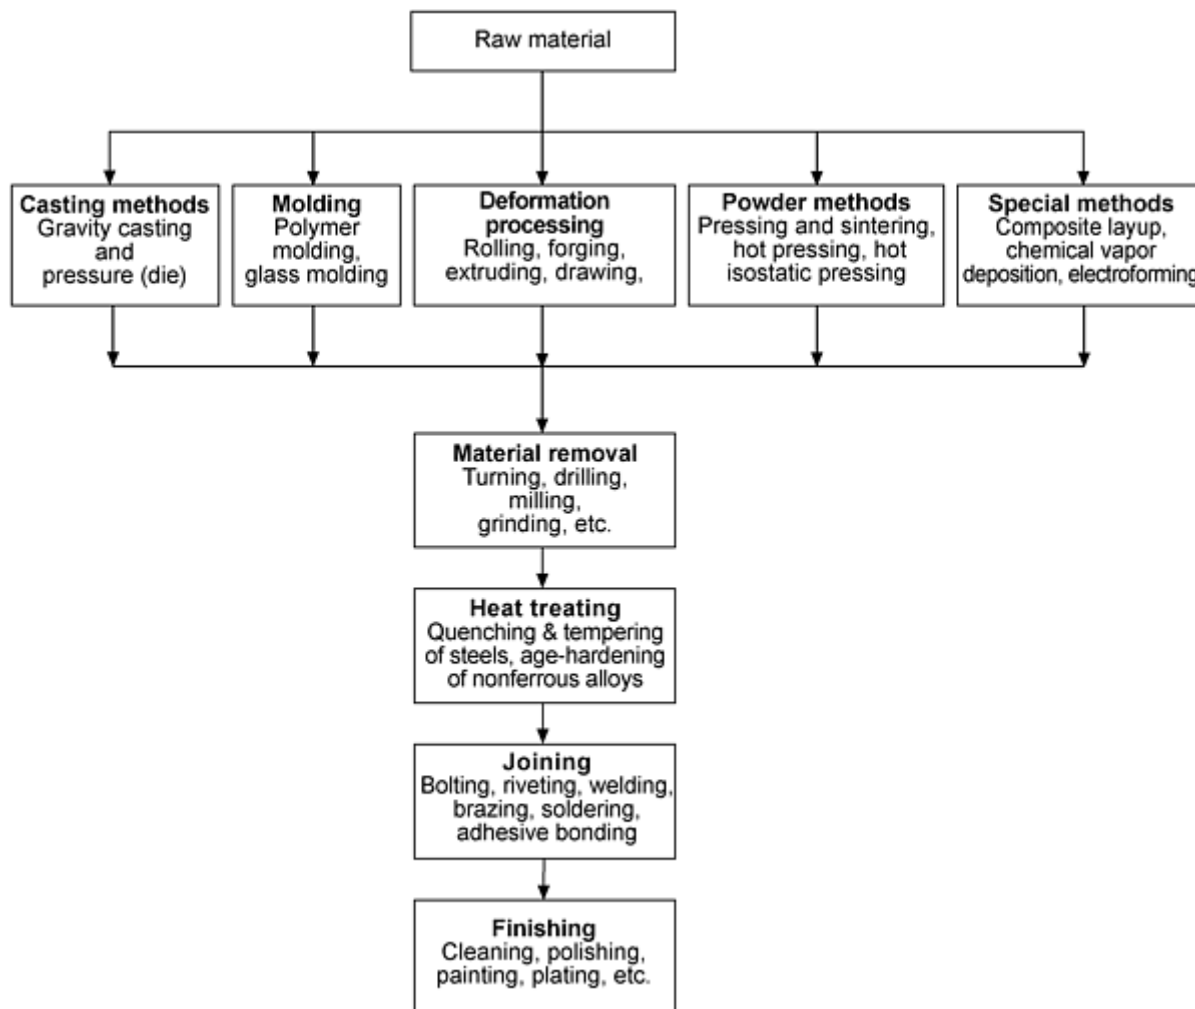 Raw material
Casting methods
Gravity casting
and
pressure (die)
Molding
Polymer
molding,
glass molding
Deformation
processing
Rolling, forging,
extruding, drawing,
Powder methods
Pressing and sintering,
hot pressing, hot
isostatic pressing
Special methods
Composite layup,
chemical vapor
deposition, electroforming
Material removal
Turning, drilling,
milling,
grinding, etc.
Heat treating
Quenching & tempering
of steels, age-hardening
of nonferrous alloys
Joining
Bolting, riveting, welding,
brazing, soldering,
adhesive bonding
Finishing
Cleaning, polishing,
painting, plating, etc.